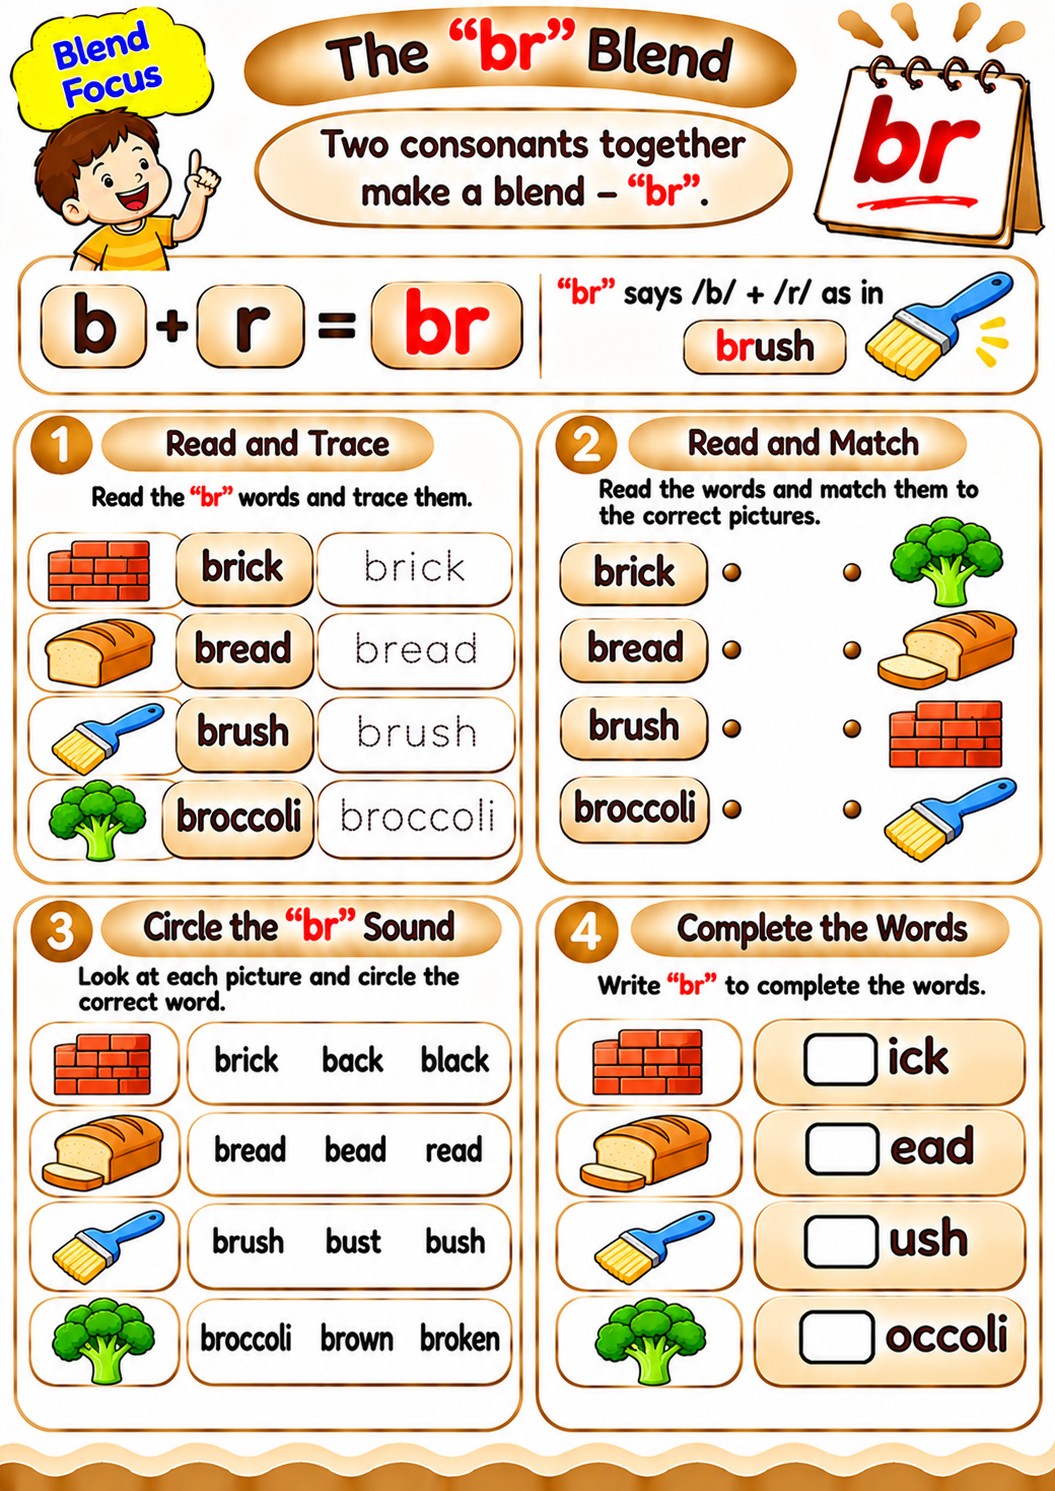 Blend
Focus
The "br" Blend
Two consonants together
make a blend – "br".
br
b + r = br
"br" says /b/ + /r/ as in
brush
1 Read and Trace
Read the "br" words and trace them.
brick brick
bread bread
brush brush
broccoli broccoli
2 Read and Match
Read the words and match them to
the correct pictures.
brick
bread
brush
broccoli
3 Circle the "br" Sound
Look at each picture and circle the
correct word.
brick back black
bread bead read
brush bust bush
broccoli brown broken
4 Complete the Words
Write "br" to complete the words.
ick
ead
ush
occoli